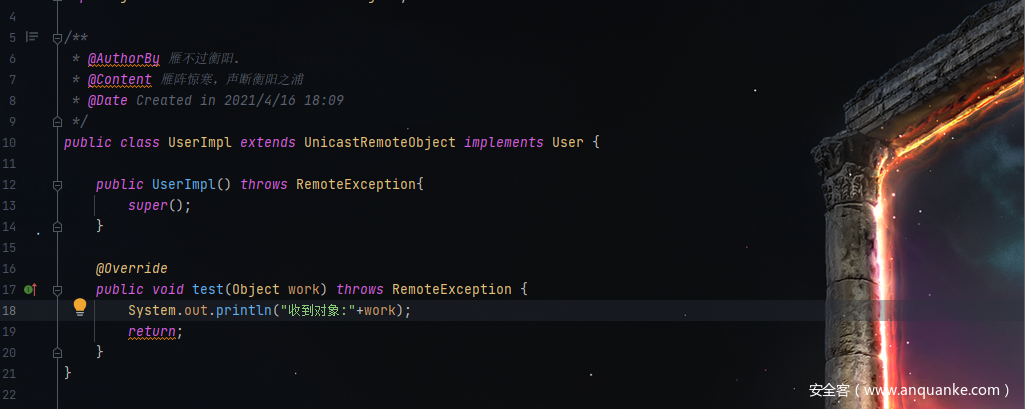 4
5 /**
6 * @AuthorBy 雁不过衡阳.
7 * @Content 雁阵惊寒，声断衡阳之浦
8 * @Date Created in 2021/4/16 18:09
9 */
10 public class UserImpl extends UnicastRemoteObject implements User {
11
12 public UserImpl() throws RemoteException{
13 super();
14 }
15
16 @Override
17 public void test(Object work) throws RemoteException {
18 System.out.println("收到对象:"+work);
19 return;
20 }
21 }
22
安全客（www.anquanke.com）